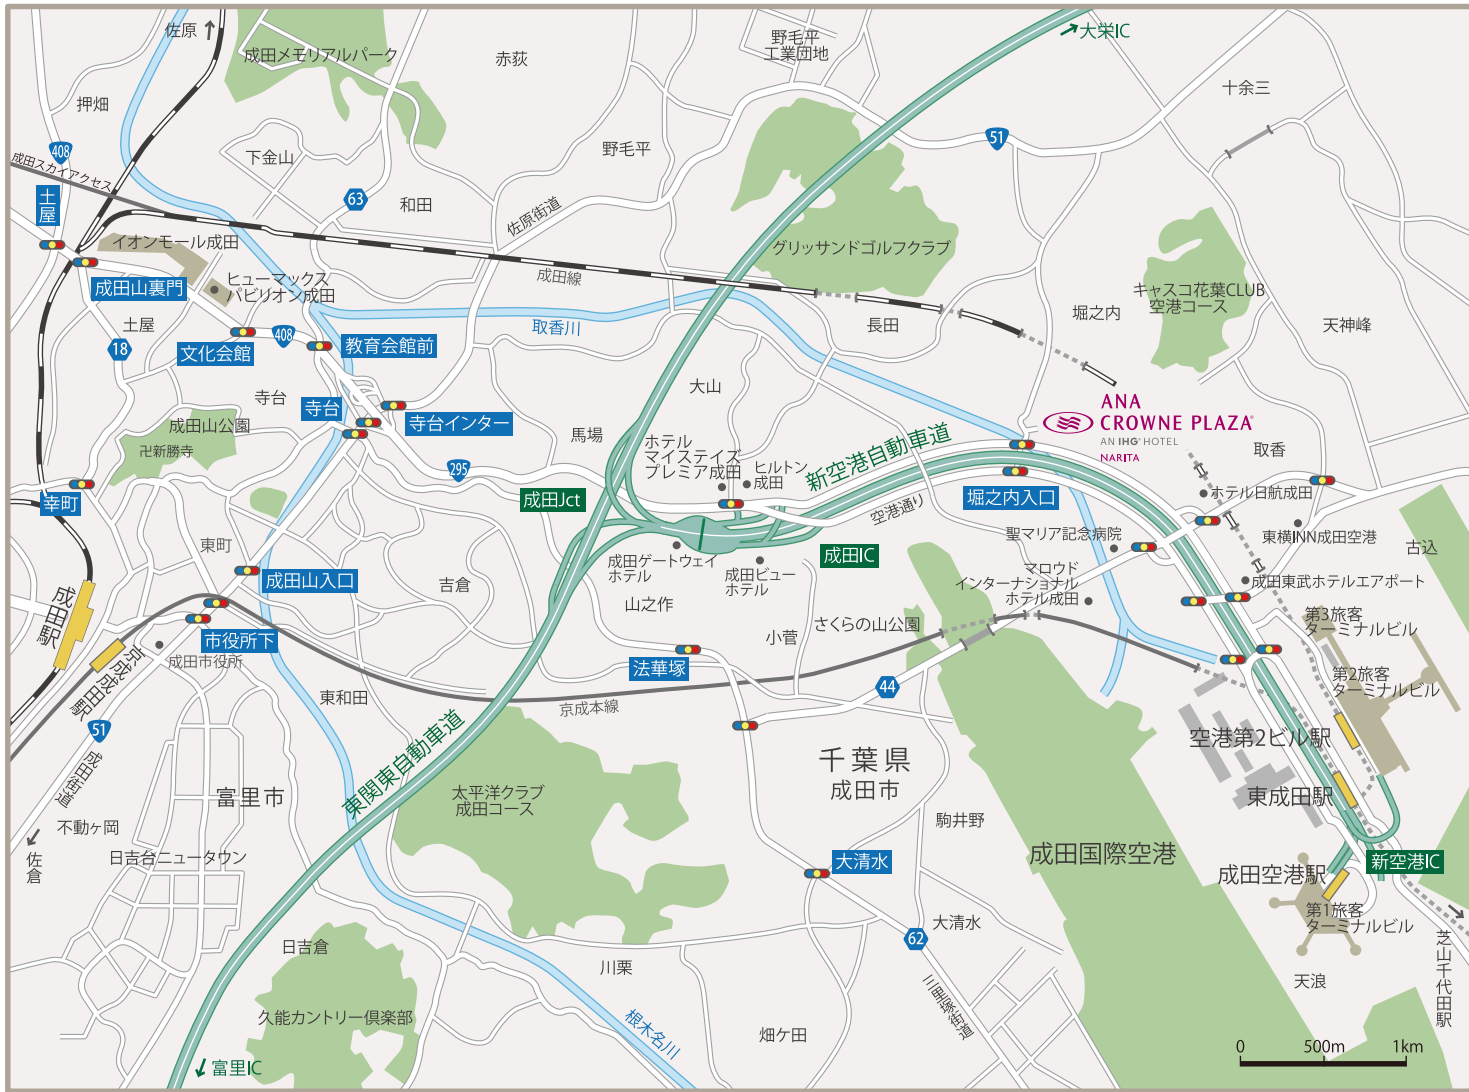 佐原
成田メモリアルパーク
赤荻
野毛平
工業団地
大栄IC
十余三
押畑
408
成田スカイアクセス
下金山
野毛平
51
63
和田
佐原街道
土屋
イオンモール成田
グリッサンドゴルフクラブ
成田線
ヒューマックス
パビリオン成田
成田山裏門
キャスコ花葉CLUB
空港コース
堀之内
天神峰
長田
取香川
土屋
18
文化会館
408
教育会館前
大山
寺台
寺台
寺台インター
成田山公園
卍新勝寺
馬場
ANA
CROWNE PLAZA
AN IHG HOTEL
NARITA
取香
ホテル
マイステイズ
プレミア成田
ヒルトン
成田
新空港自動車道
295
幸町
成田Jct
空港通り
堀之内入口
ホテル日航成田
東横INN成田空港
古込
聖マリア記念病院
東町
成田山入口
吉倉
成田ゲートウェイ
ホテル
成田ビュー
ホテル
成田IC
マロウド
インターナショナル
ホテル成田
成田東武ホテルエアポート
成田駅
山之作
小菅
さくらの山公園
第3旅客
ターミナルビル
市役所下
成田市役所
京成成田駅
法華塚
第2旅客
ターミナルビル
東和田
京成本線
44
51
成田街道
東関東自動車道
千葉県
成田市
空港第2ビル駅
東成田駅
富里市
太平洋クラブ
成田コース
不動ヶ岡
佐倉
日吉台ニュータウン
駒井野
大清水
成田国際空港
新空港IC
成田空港駅
第1旅客
ターミナルビル
大清水
62
芝山千代田駅
日吉倉
川栗
三里塚街道
天浪
久能カントリー倶楽部
根木名川
畑ケ田
富里IC
0
500m
1km